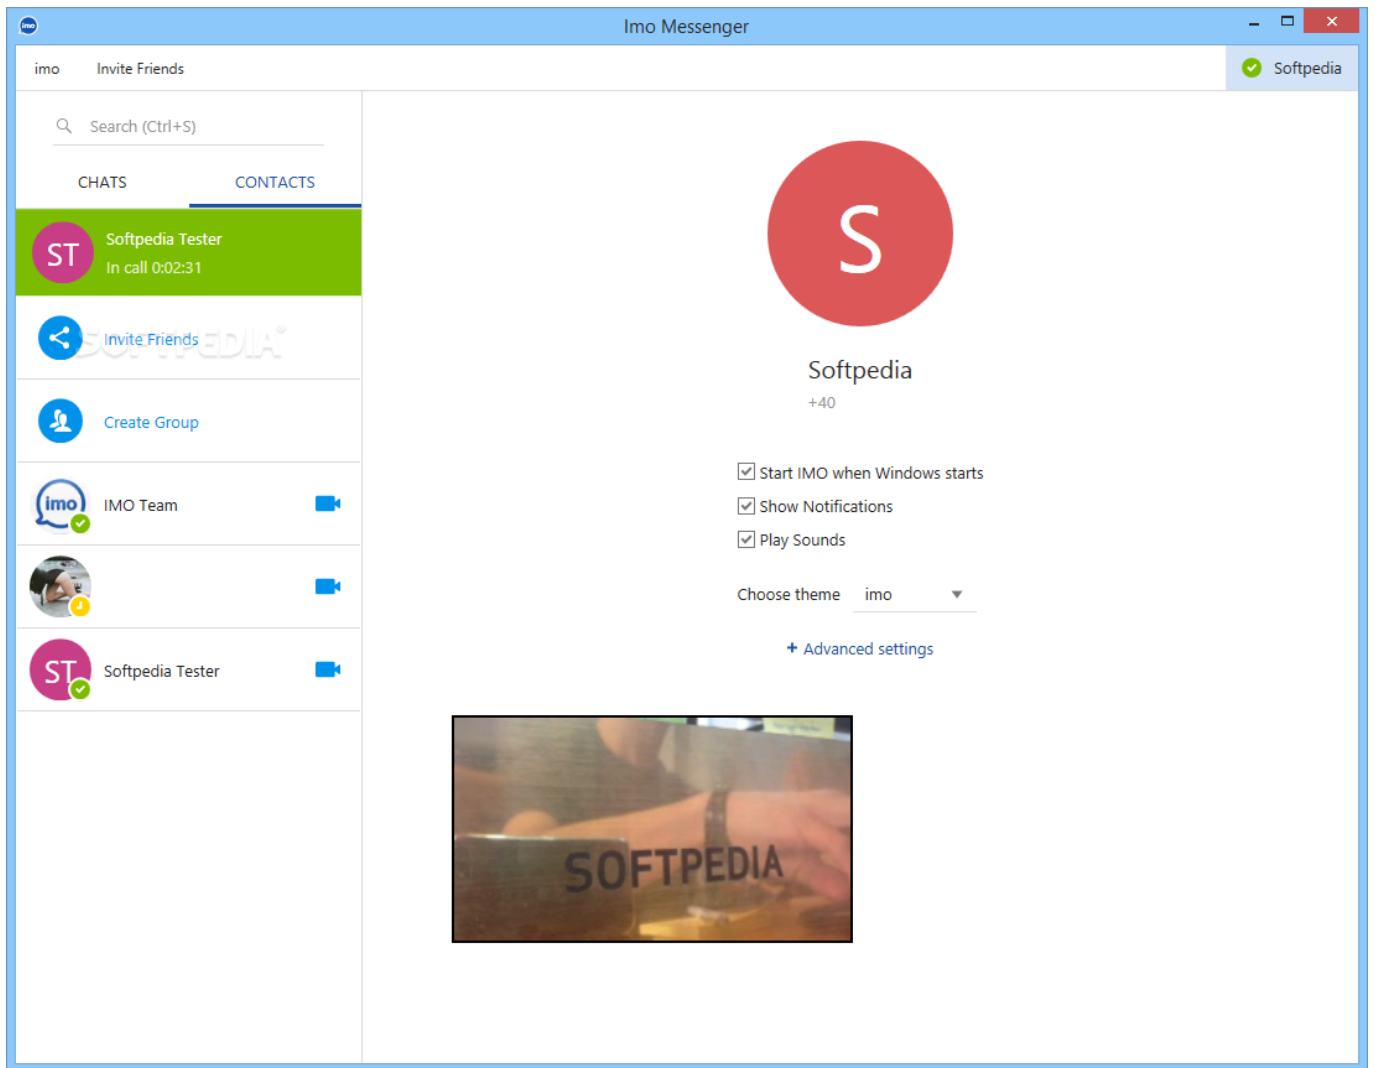 imo
Imo Messenger
imo
Invite Friends
Softpedia
Search (Ctrl+S)
CHATS
CONTACTS
ST
Softpedia Tester
In call 0:02:31
Invite Friends
SOFTPEDIA®
Create Group
imo
IMO Team
ST
Softpedia Tester
S
Softpedia
+40
Start IMO when Windows starts
Show Notifications
Play Sounds
Choose theme
imo
+ Advanced settings
SOFTPEDIA